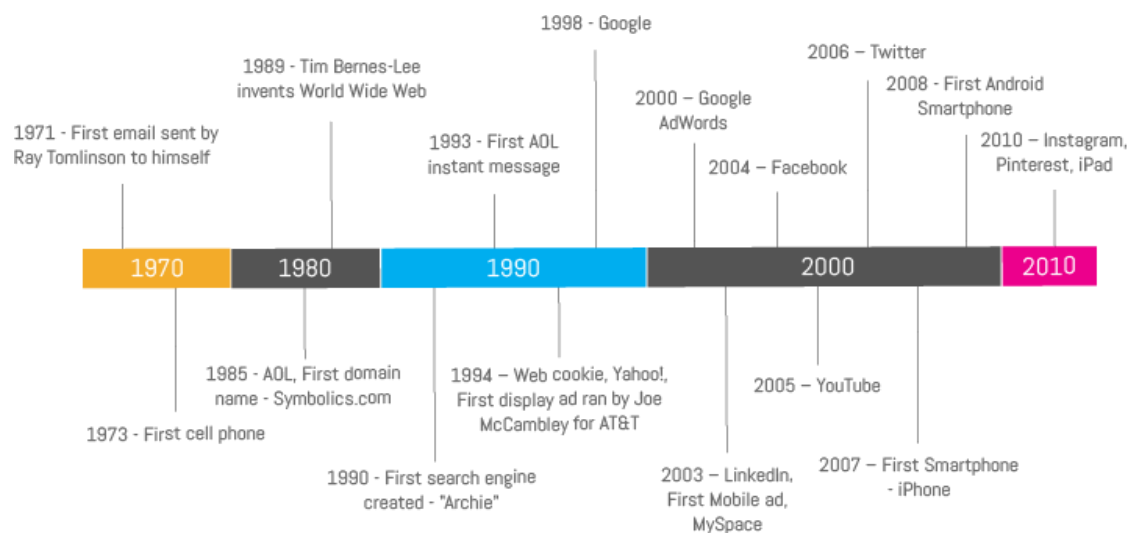 1998 - Google
1989 - Tim Bernes-Lee
invents World Wide Web
2006 – Twitter
2008 - First Android
Smartphone
2000 – Google
AdWords
1971 - First email sent by
Ray Tomlinson to himself
1993 - First AOL
instant message
2010 – Instagram,
Pinterest, iPad
2004 – Facebook
1970
1980
1990
2000
2010
1985 - AOL, First domain
name - Symbolics.com
1994 – Web cookie, Yahoo!,
First display ad ran by Joe
McCambley for AT&T
2005 – YouTube
1973 - First cell phone
1990 - First search engine
created - "Archie"
2003 – LinkedIn,
First Mobile ad,
MySpace
2007 – First Smartphone
- iPhone